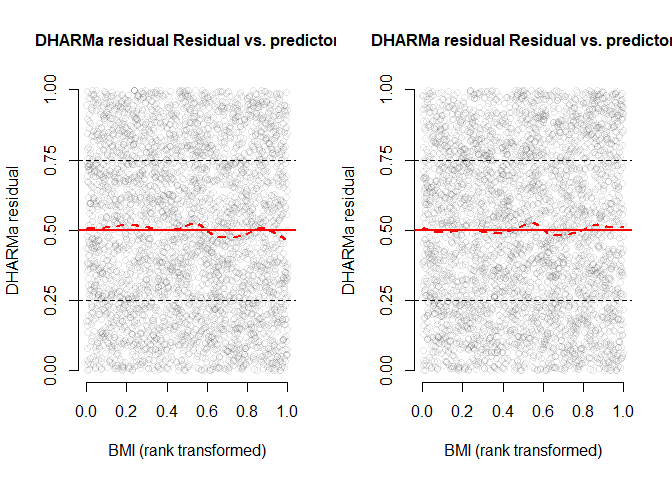 DHARMa residual Residual vs. predictor
DHARMa residual
1.00
0.75
0.50
0.25
0.00
0.0 0.2 0.4 0.6 0.8 1.0
BMI (rank transformed)
DHARMa residual Residual vs. predictor
DHARMa residual
1.00
0.75
0.50
0.25
0.00
0.0 0.2 0.4 0.6 0.8 1.0
BMI (rank transformed)